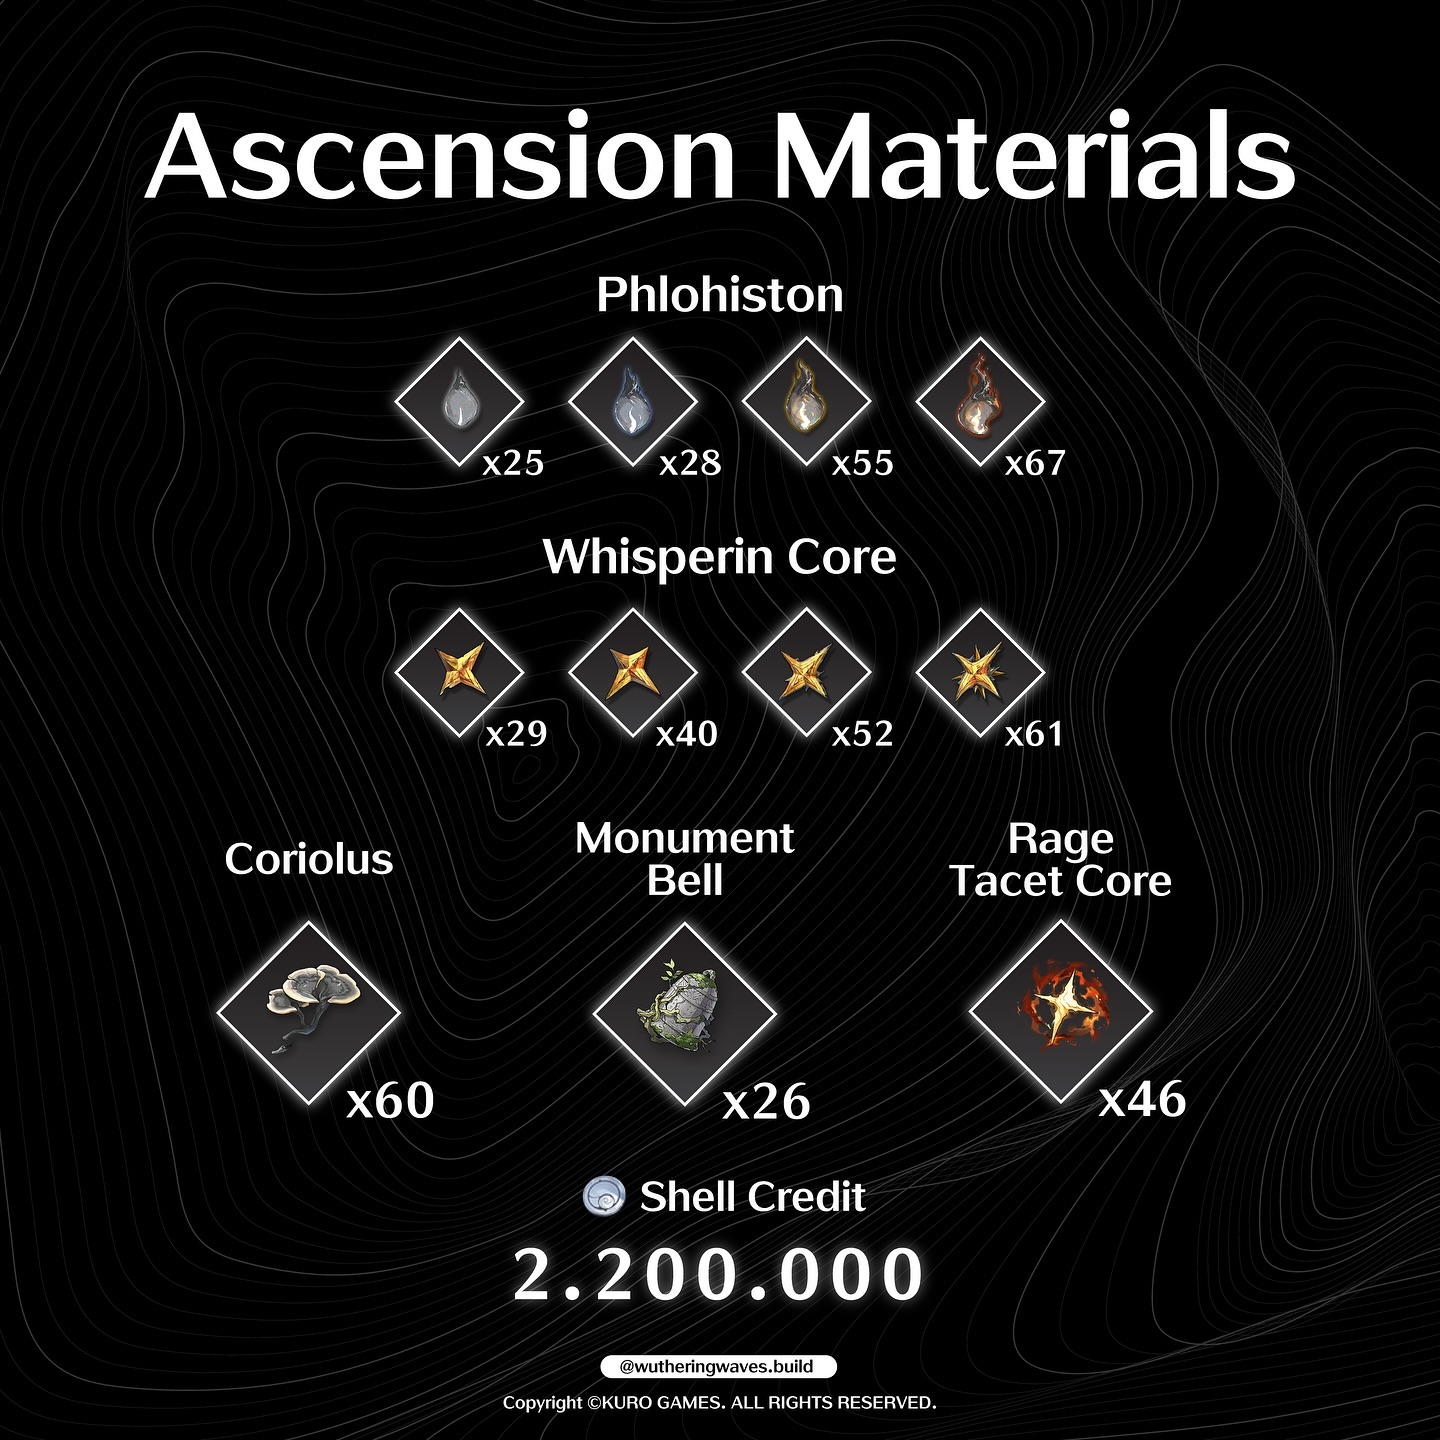 Ascension Materials
Phlohiston
x25 x28 x55 x67
Whisperin Core
x29 x40 x52 x61
Coriolus
x60
Monument
Bell
x26
Rage
Tacet Core
x46
Shell Credit
2.200.000
@wutheringwaves.build
Copyright ©KURO GAMES. ALL RIGHTS RESERVED.